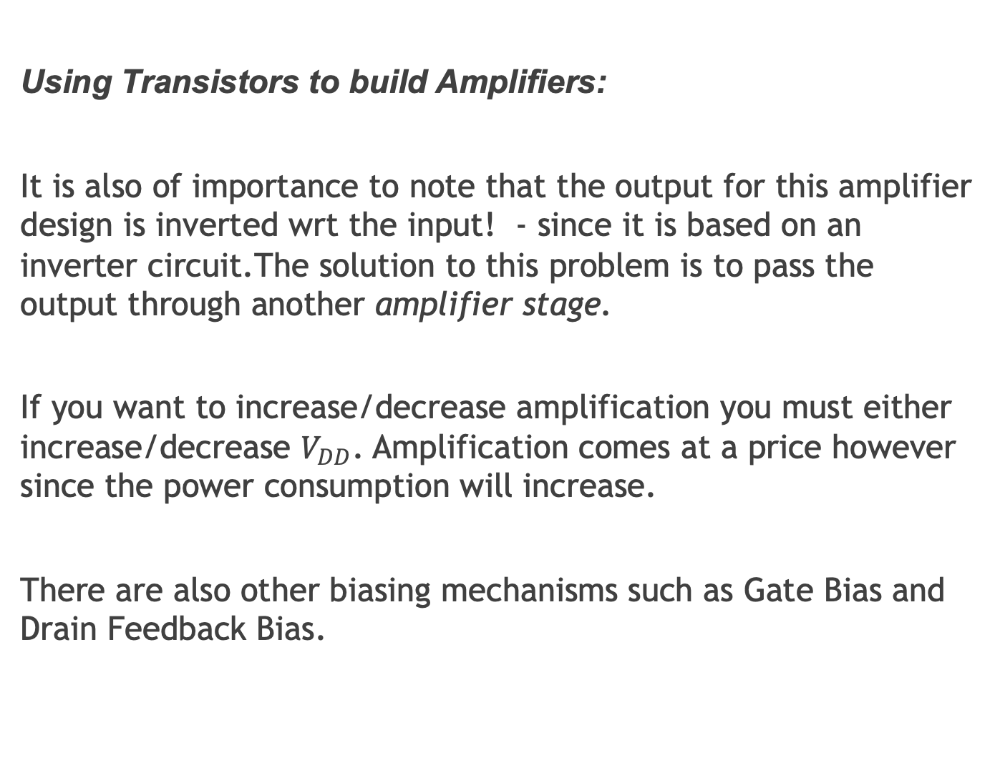 Using Transistors to build Amplifiers:
It is also of importance to note that the output for this amplifier
design is inverted wrt the input!  - since it is based on an
inverter circuit.The solution to this problem is to pass the
output through another amplifier stage.
If you want to increase/decrease amplification you must either
increase/decrease V_DD. Amplification comes at a price however
since the power consumption will increase.
There are also other biasing mechanisms such as Gate Bias and
Drain Feedback Bias.